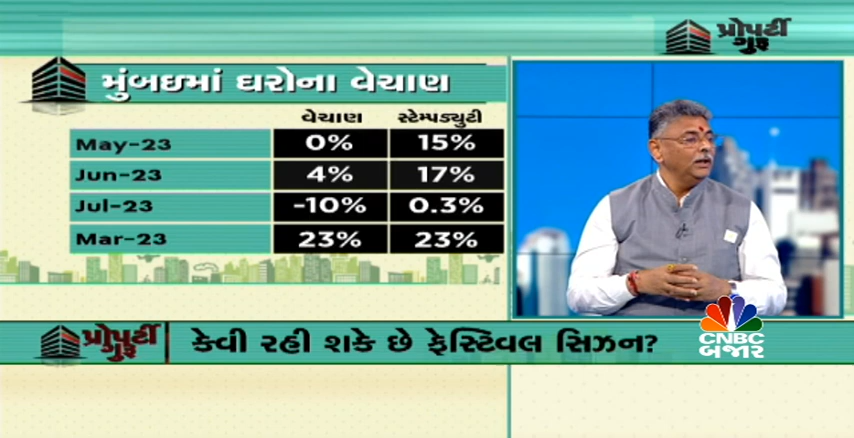 પ્રોપર્ટી
ગુરૂ
મુંબઇમાં ઘરોના વેચાણ
વેચાણ સ્ટેમ્પડ્યુટી
May-23 0% 15%
Jun-23 4% 17%
Jul-23 -10% 0.3%
Mar-23 23% 23%
પ્રોપર્ટી
ગુરૂ
કેવી રહી શકે છે ફેસ્ટિવલ સિઝન?
CNBC
બજાર